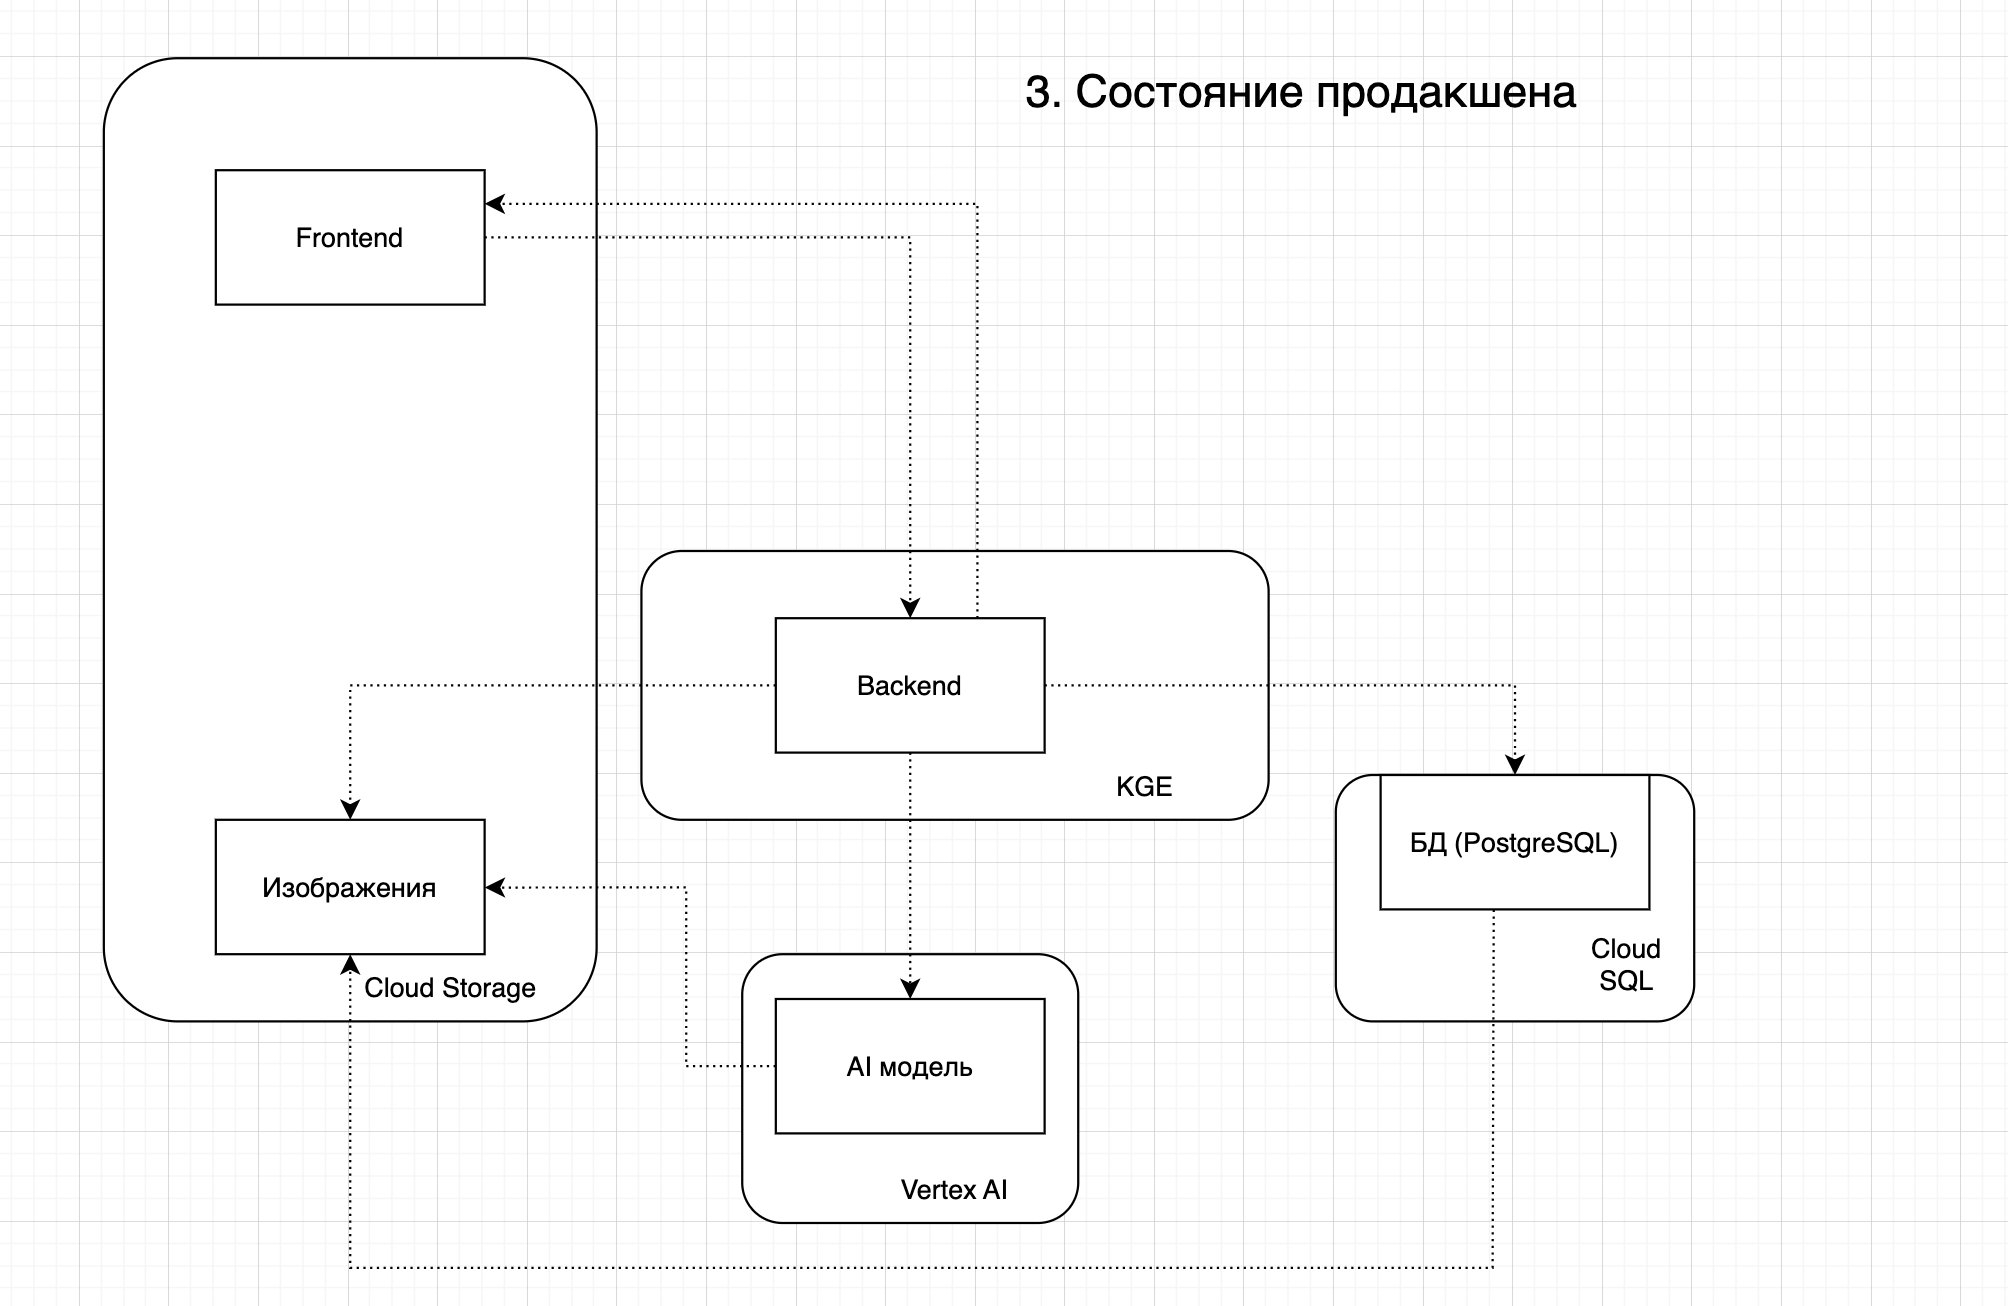 3. Состояние продакшена
Frontend
Backend
KGE
БД (PostgreSQL)
Cloud
SQL
Изображения
Cloud Storage
AI модель
Vertex AI